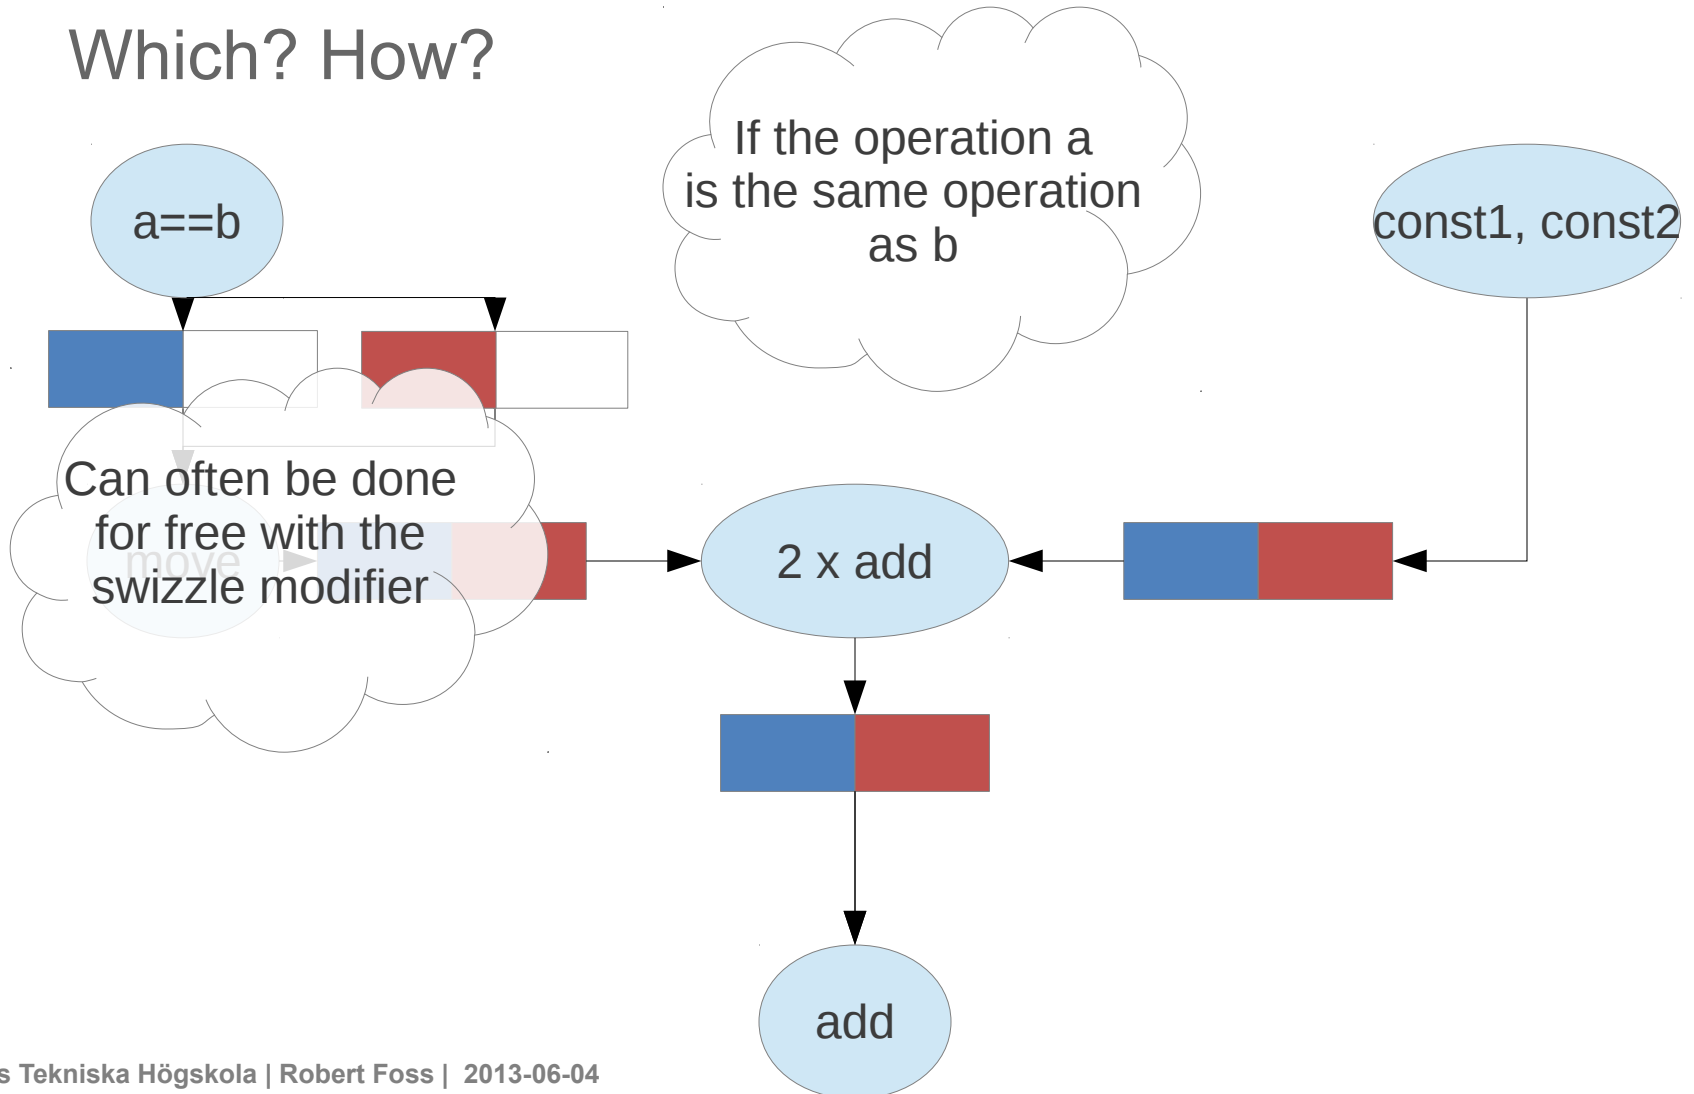 Which? How?
If the operation a
is the same operation
as b
a==b
const1, const2
Can often be done
for free with the
swizzle modifier
move
2 x add
add
s Tekniska Högskola | Robert Foss | 2013-06-04